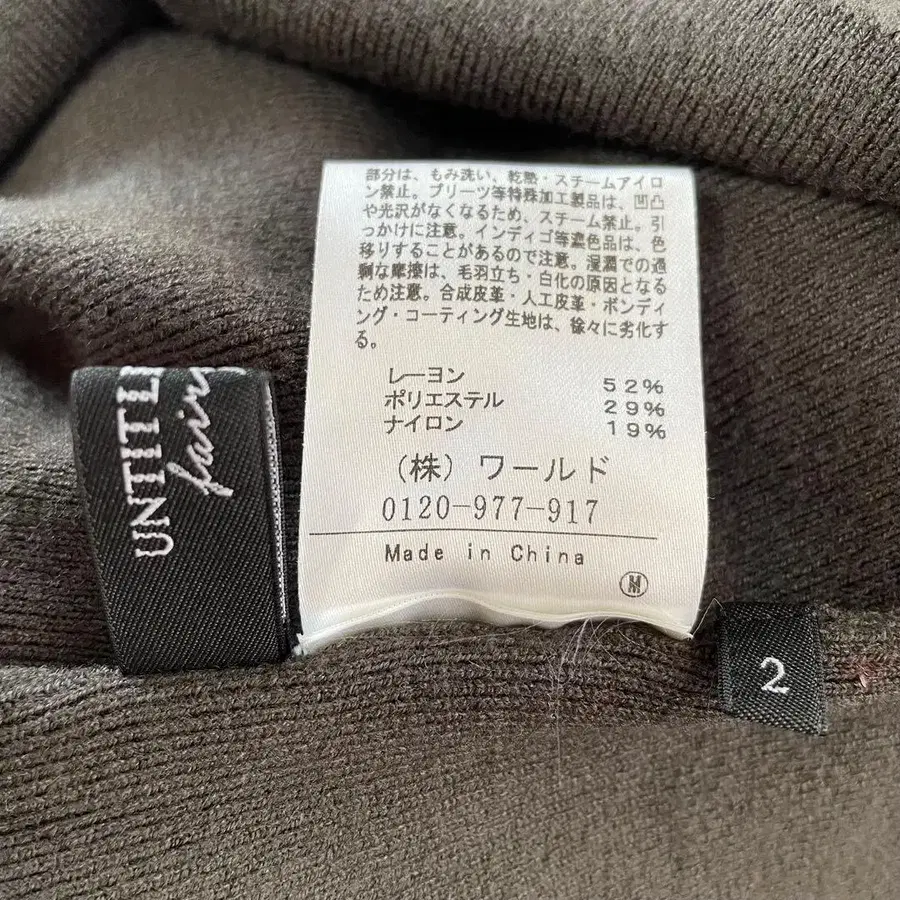 部分は、もみ洗い、乾熱・スチームアイロ
ン禁止。プリーツ等特殊加工製品は、凹凸
や光沢がなくなるため、スチーム禁止。引
っかけに注意。インディゴ等濃色品は、色
移りすることがあるので注意。湿潤での過
剰な摩擦は、毛羽立ち・白化の原因となる
ため注意。合成皮革・人工皮革・ボンディ
ング・コーティング生地は、徐々に劣化す
る。
レーヨン 52%
ポリエステル 29%
ナイロン 19%
(株)ワールド
0120-977-917
Made in China
M
UNTITLE
fairy
2